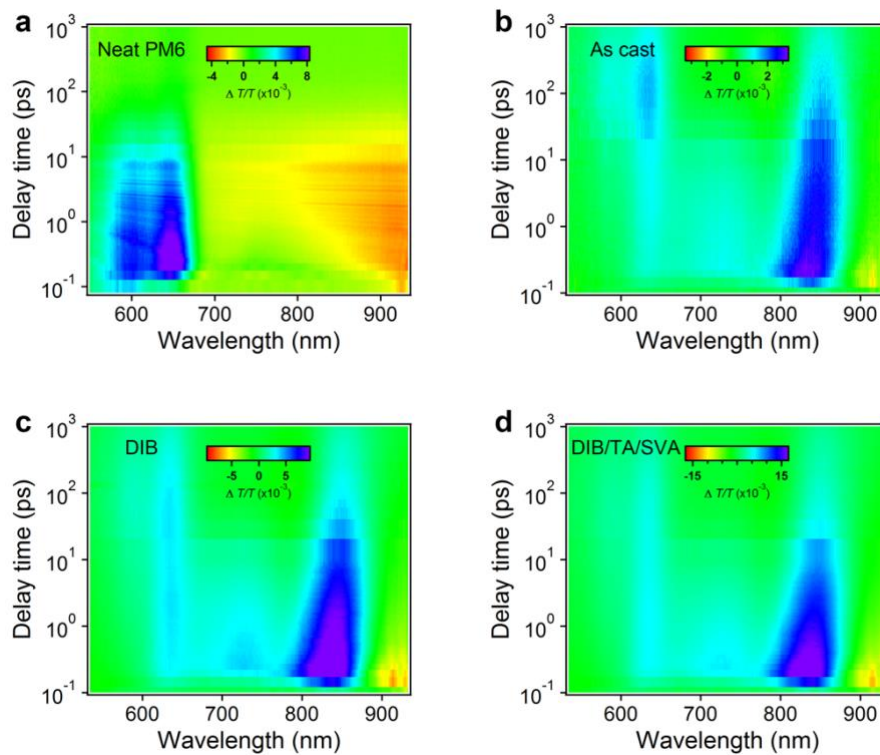 a
Neat PM6
-4 0 4 8
Δ T/T (x10⁻³)
10³
10²
10¹
10⁰
10⁻¹
Delay time (ps)
600 700 800 900
Wavelength (nm)
b
As cast
-2 0 2
Δ T/T (x10⁻³)
10³
10²
10¹
10⁰
10⁻¹
Delay time (ps)
600 700 800 900
Wavelength (nm)
c
DIB
-5 0 5
Δ T/T (x10⁻³)
10³
10²
10¹
10⁰
10⁻¹
Delay time (ps)
600 700 800 900
Wavelength (nm)
d
DIB/TA/SVA
-15 15
Δ T/T (x10⁻³)
10³
10²
10¹
10⁰
10⁻¹
Delay time (ps)
600 700 800 900
Wavelength (nm)